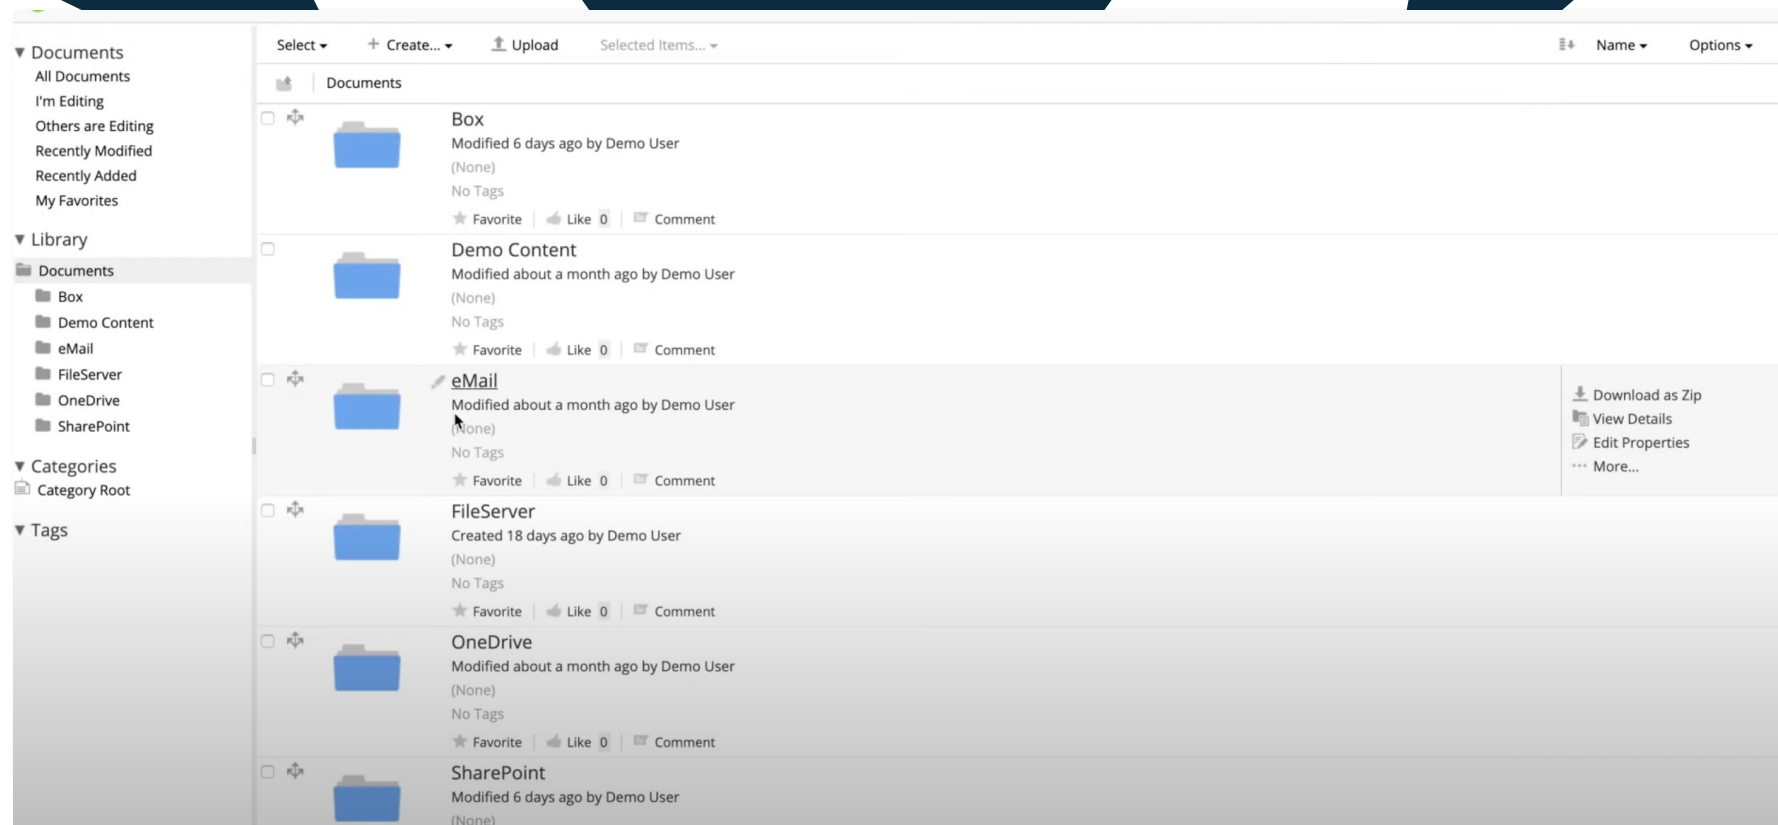 Documents
All Documents
I'm Editing
Others are Editing
Recently Modified
Recently Added
My Favorites
Library
Documents
Box
Demo Content
eMail
FileServer
OneDrive
SharePoint
Categories
Category Root
Tags
Select Create... Upload Selected Items... Name Options
Documents
Box
Modified 6 days ago by Demo User
(None)
No Tags
Favorite Like 0 Comment
Demo Content
Modified about a month ago by Demo User
(None)
No Tags
Favorite Like 0 Comment
eMail
Modified about a month ago by Demo User
(None)
No Tags
Favorite Like 0 Comment
Download as Zip
View Details
Edit Properties
More...
FileServer
Created 18 days ago by Demo User
(None)
No Tags
Favorite Like 0 Comment
OneDrive
Modified about a month ago by Demo User
(None)
No Tags
Favorite Like 0 Comment
SharePoint
Modified 6 days ago by Demo User
(None)